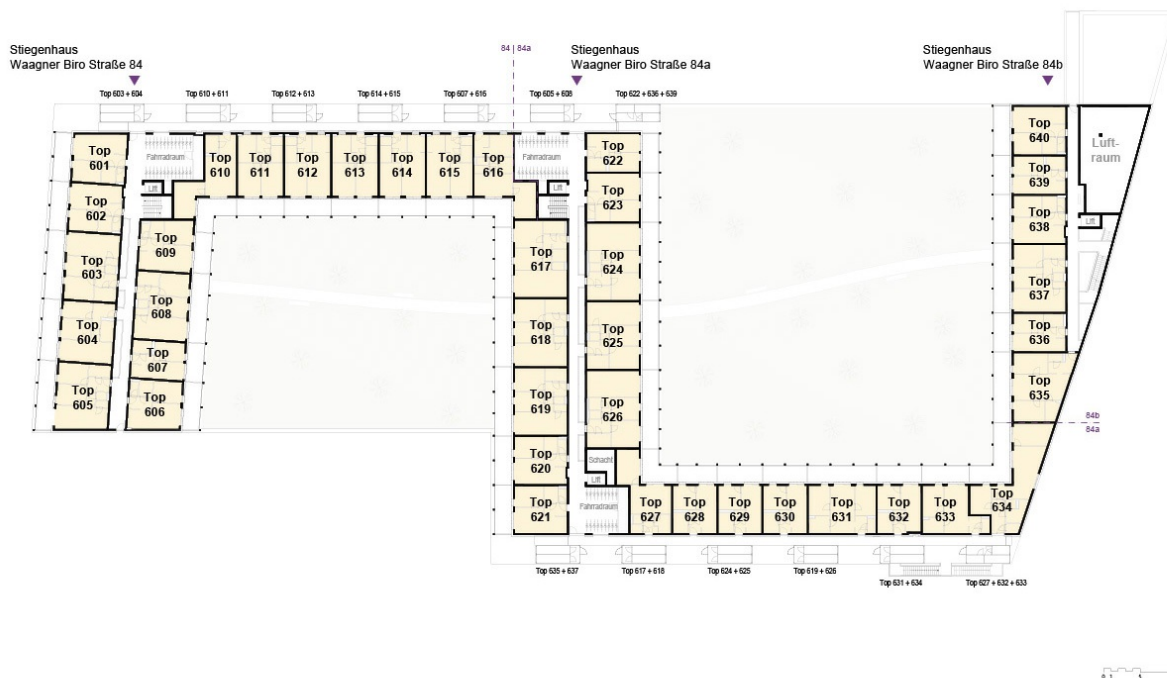 Stiegenhaus
Waagner Biro Straße 84
84 84a
Stiegenhaus
Waagner Biro Straße 84a
Stiegenhaus
Waagner Biro Straße 84b
Top 603 + 604
Top 610 + 611
Top 612 + 613
Top 614 + 615
Top 607 + 616
Top 605 + 608
Top 622 + 636 + 639
Top
601
Fahrradraum
Top
610
Top
611
Top
612
Top
613
Top
614
Top
615
Top
616
Fahrradraum
Top
622
Top
640
Luft-
raum
Lift
Lift
Top
602
Top
623
Top
639
Top
638
Lift
Top
603
Top
609
Top
617
Top
624
Top
637
Top
608
Top
604
Top
618
Top
625
Top
636
Top
607
Top
605
Top
606
Top
619
Top
626
Top
635
84b
84a
Top
620
Schacht
Lift
Top
621
Fahrradraum
Top
627
Top
628
Top
629
Top
630
Top
631
Top
632
Top
633
Top
634
Top 635 + 637
Top 617 + 618
Top 624 + 625
Top 619 + 626
Top 631 + 634
Top 627 + 632 + 633